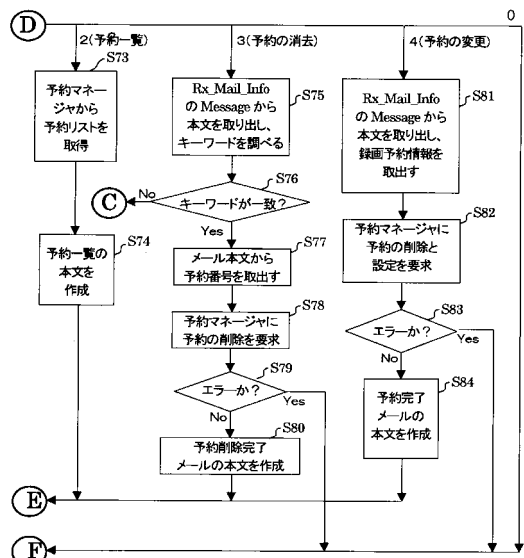 0
D
2(予約一覧)
3(予約の消去)
4(予約の変更)
S73
予約マネー
ジャから
予約リストを
取得
S74
予約一覧の
本文を
作成
S75
Rx_Mail_Info
の Message から
本文を取り出し、
キーワードを調べる
S76
キーワードが一致?
No
C
Yes
S77
メール本文から
予約番号を取出す
S78
予約マネージャに
予約の削除を要求
S79
エラーか?
Yes
No
S80
予約削除完了
メールの本文を作成
S81
Rx_Mail_Info
の Message から
本文を取り出し、
録画予約情報を
取出す
S82
予約マネージャに
予約の削除と
設定を要求
S83
エラーか?
Yes
No
S84
予約完了
メールの
本文を作成
E
F